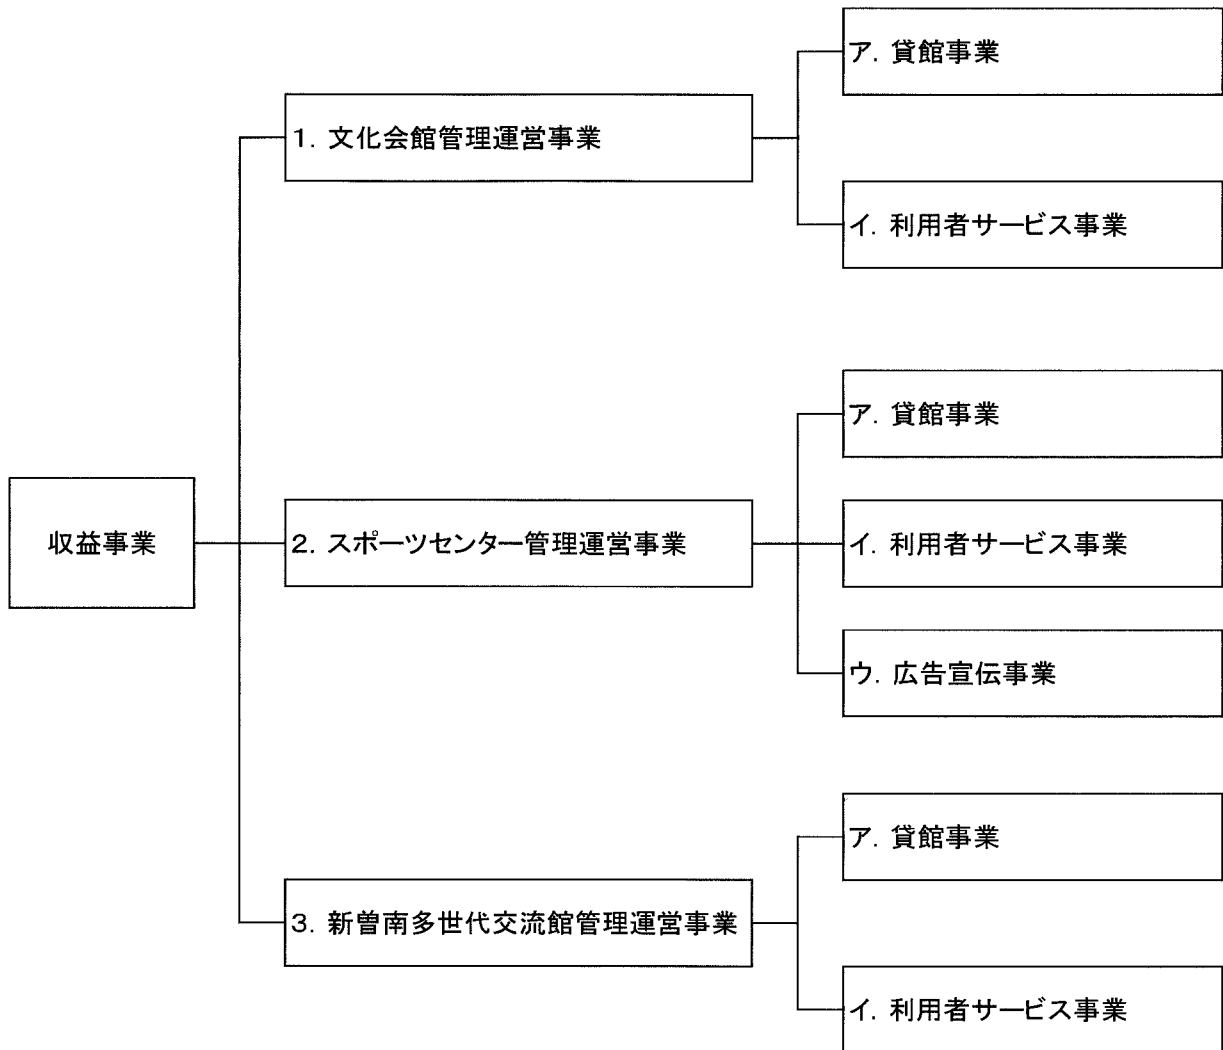 収益事業
1. 文化会館管理運営事業
ア. 貸館事業
イ. 利用者サービス事業
2. スポーツセンター管理運営事業
ア. 貸館事業
イ. 利用者サービス事業
ウ. 広告宣伝事業
3. 新曽南多世代交流館管理運営事業
ア. 貸館事業
イ. 利用者サービス事業